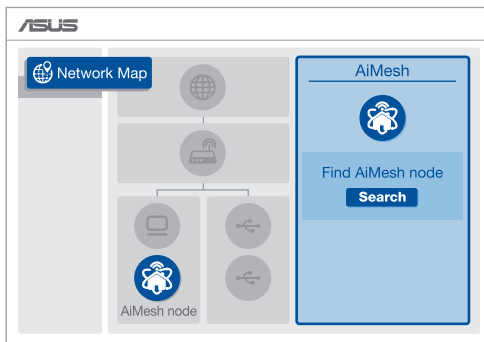 ASUS
Network Map
AiMesh
Find AiMesh node
Search
AiMesh node